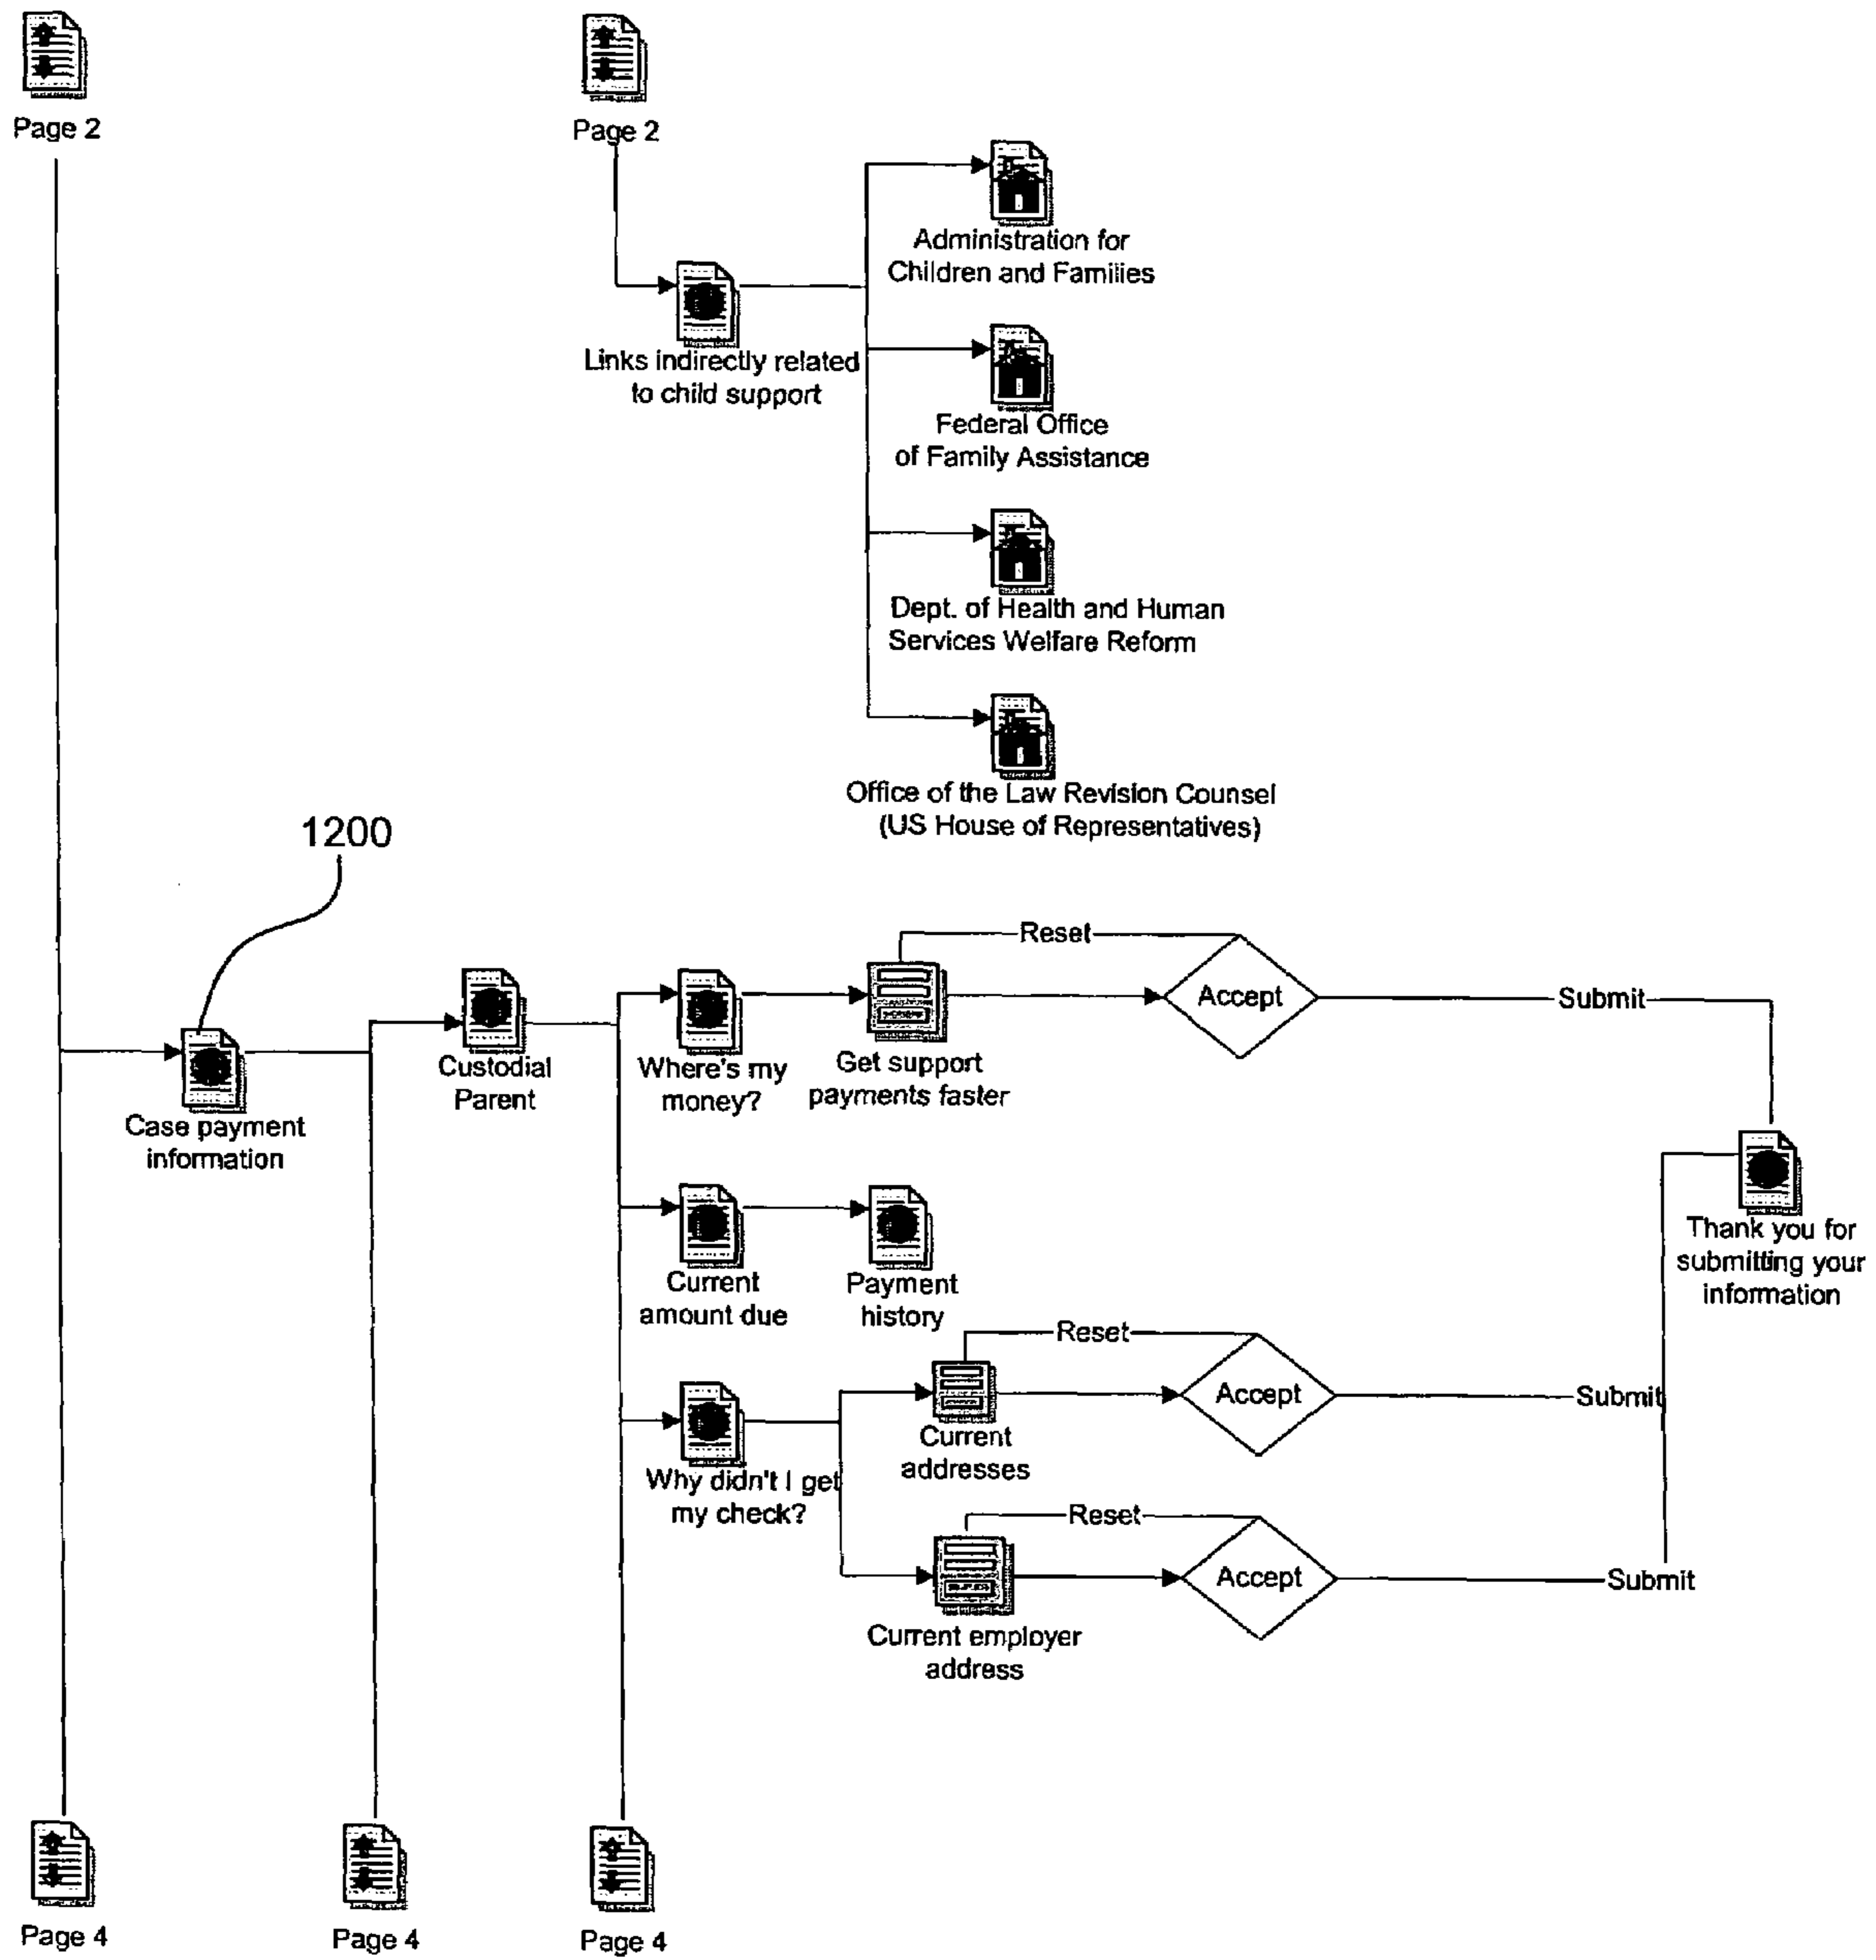 Page 2
Page 2
Administration for
Children and Families
Links indirectly related
to child support
Federal Office
of Family Assistance
Dept. of Health and Human
Services Welfare Reform
Office of the Law Revision Counsel
(US House of Representatives)
1200
Reset
Accept
Submit
Custodial
Parent
Where's my
money?
Get support
payments faster
Case payment
information
Thank you for
submitting your
information
Current
amount due
Payment
history
Reset
Accept
Submit
Current
addresses
Why didn't I get
my check?
Reset
Accept
Submit
Current employer
address
Page 4
Page 4
Page 4